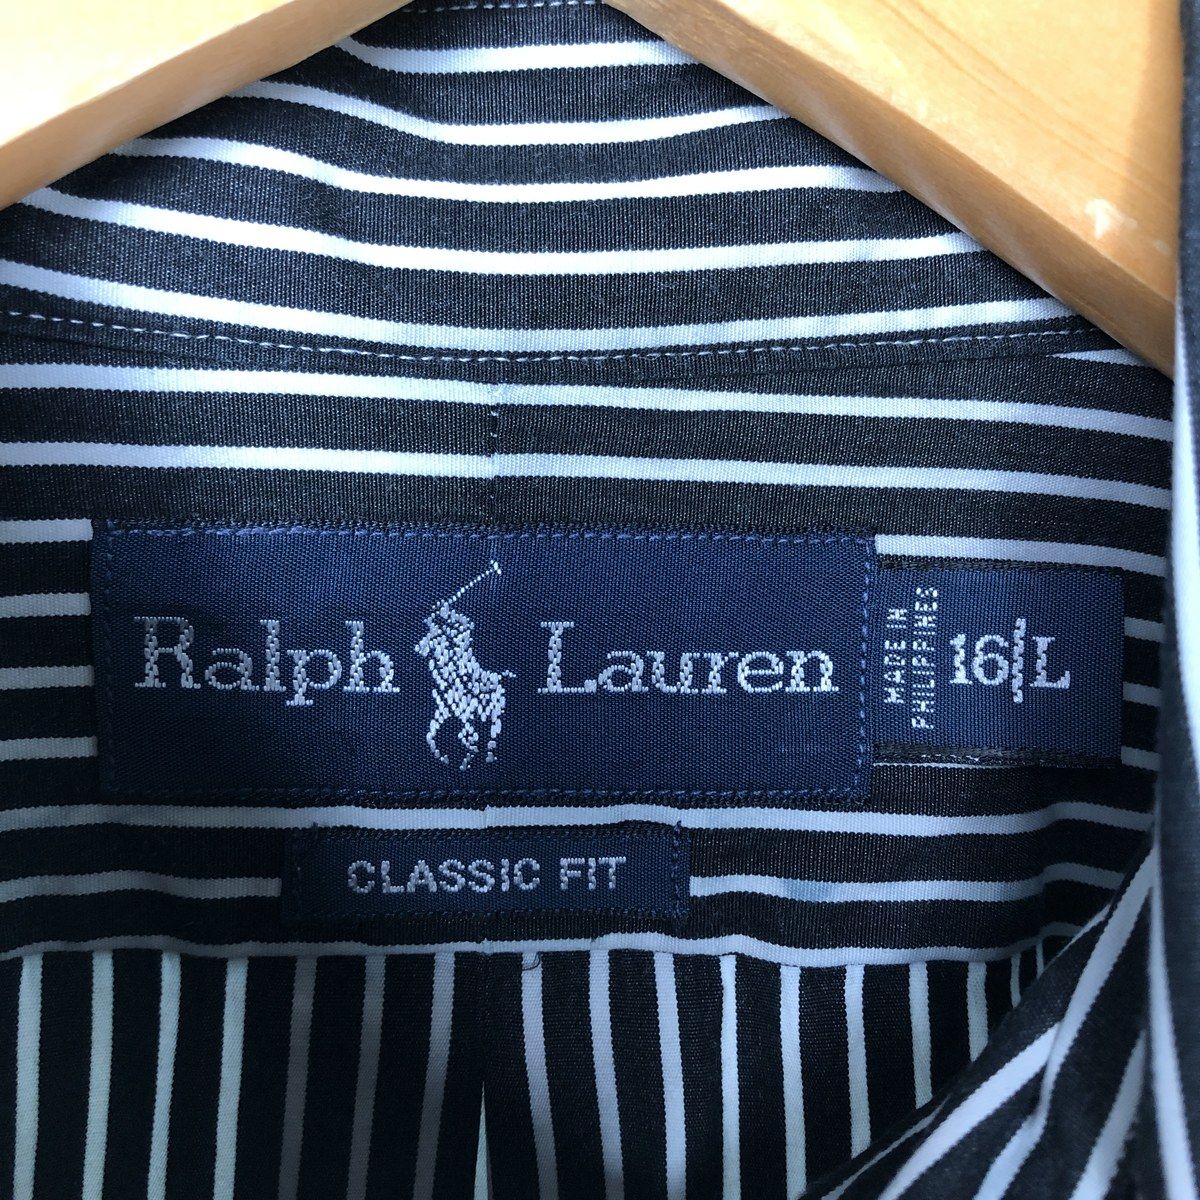 Ralph Lauren
MADE IN
PHILIPPINES
16/L
CLASSIC FIT